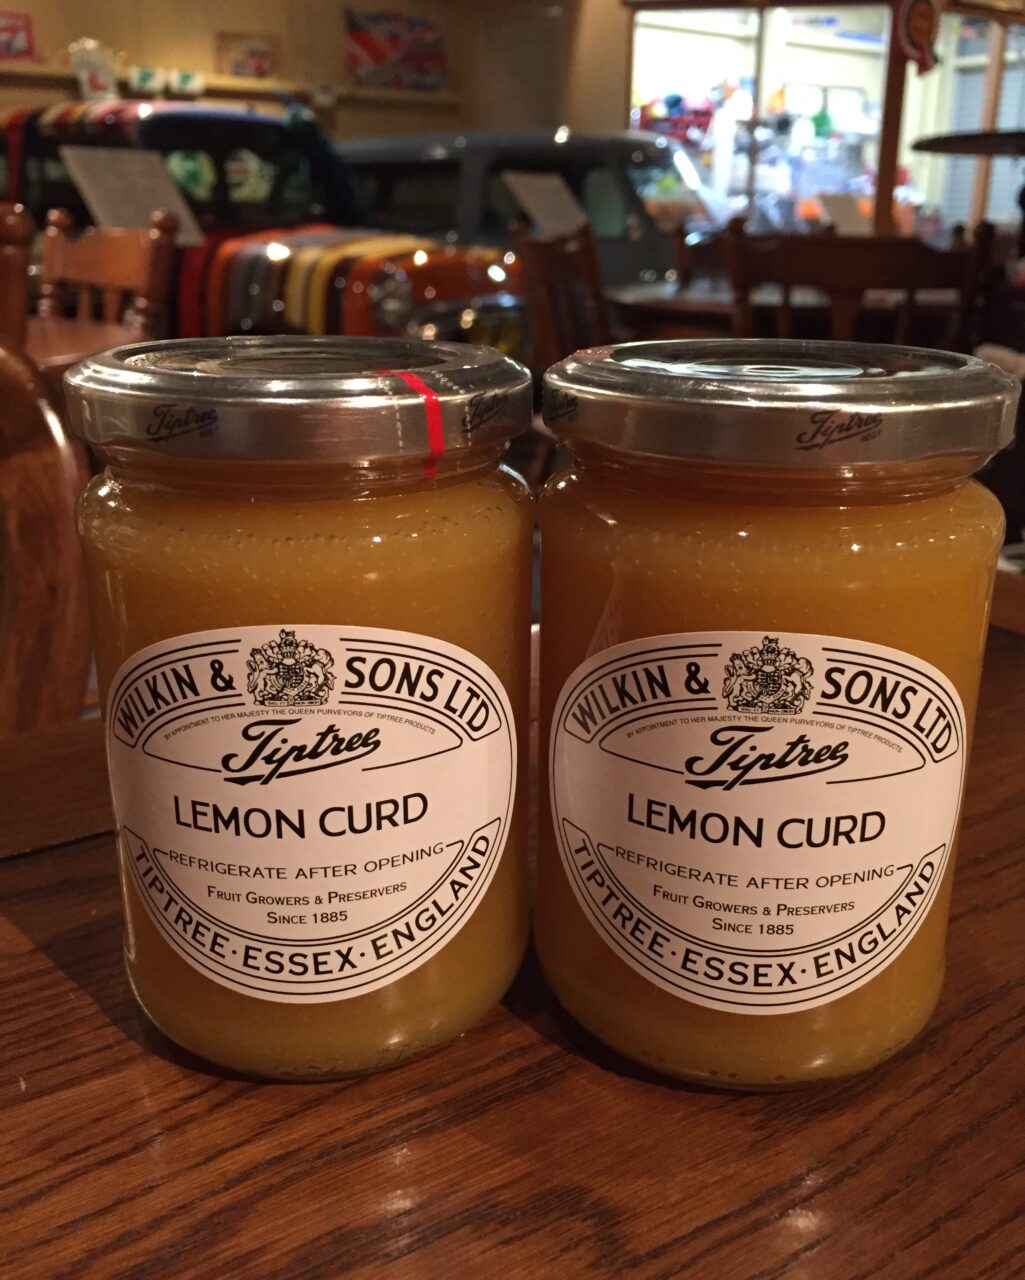 Tiptree
REGD
Tiptree
WILKIN & SONS LTD
BY APPOINTMENT TO HER MAJESTY THE QUEEN PURVEYORS OF TIPTREE PRODUCTS
Tiptree
LEMON CURD
REFRIGERATE AFTER OPENING
FRUIT GROWERS & PRESERVERS
SINCE 1885
TIPTREE · ESSEX · ENGLAND
Tiptree
REGD
WILKIN & SONS LTD
BY APPOINTMENT TO HER MAJESTY THE QUEEN PURVEYORS OF TIPTREE PRODUCTS
Tiptree
LEMON CURD
REFRIGERATE AFTER OPENING
FRUIT GROWERS & PRESERVERS
SINCE 1885
TIPTREE · ESSEX · ENGLAND